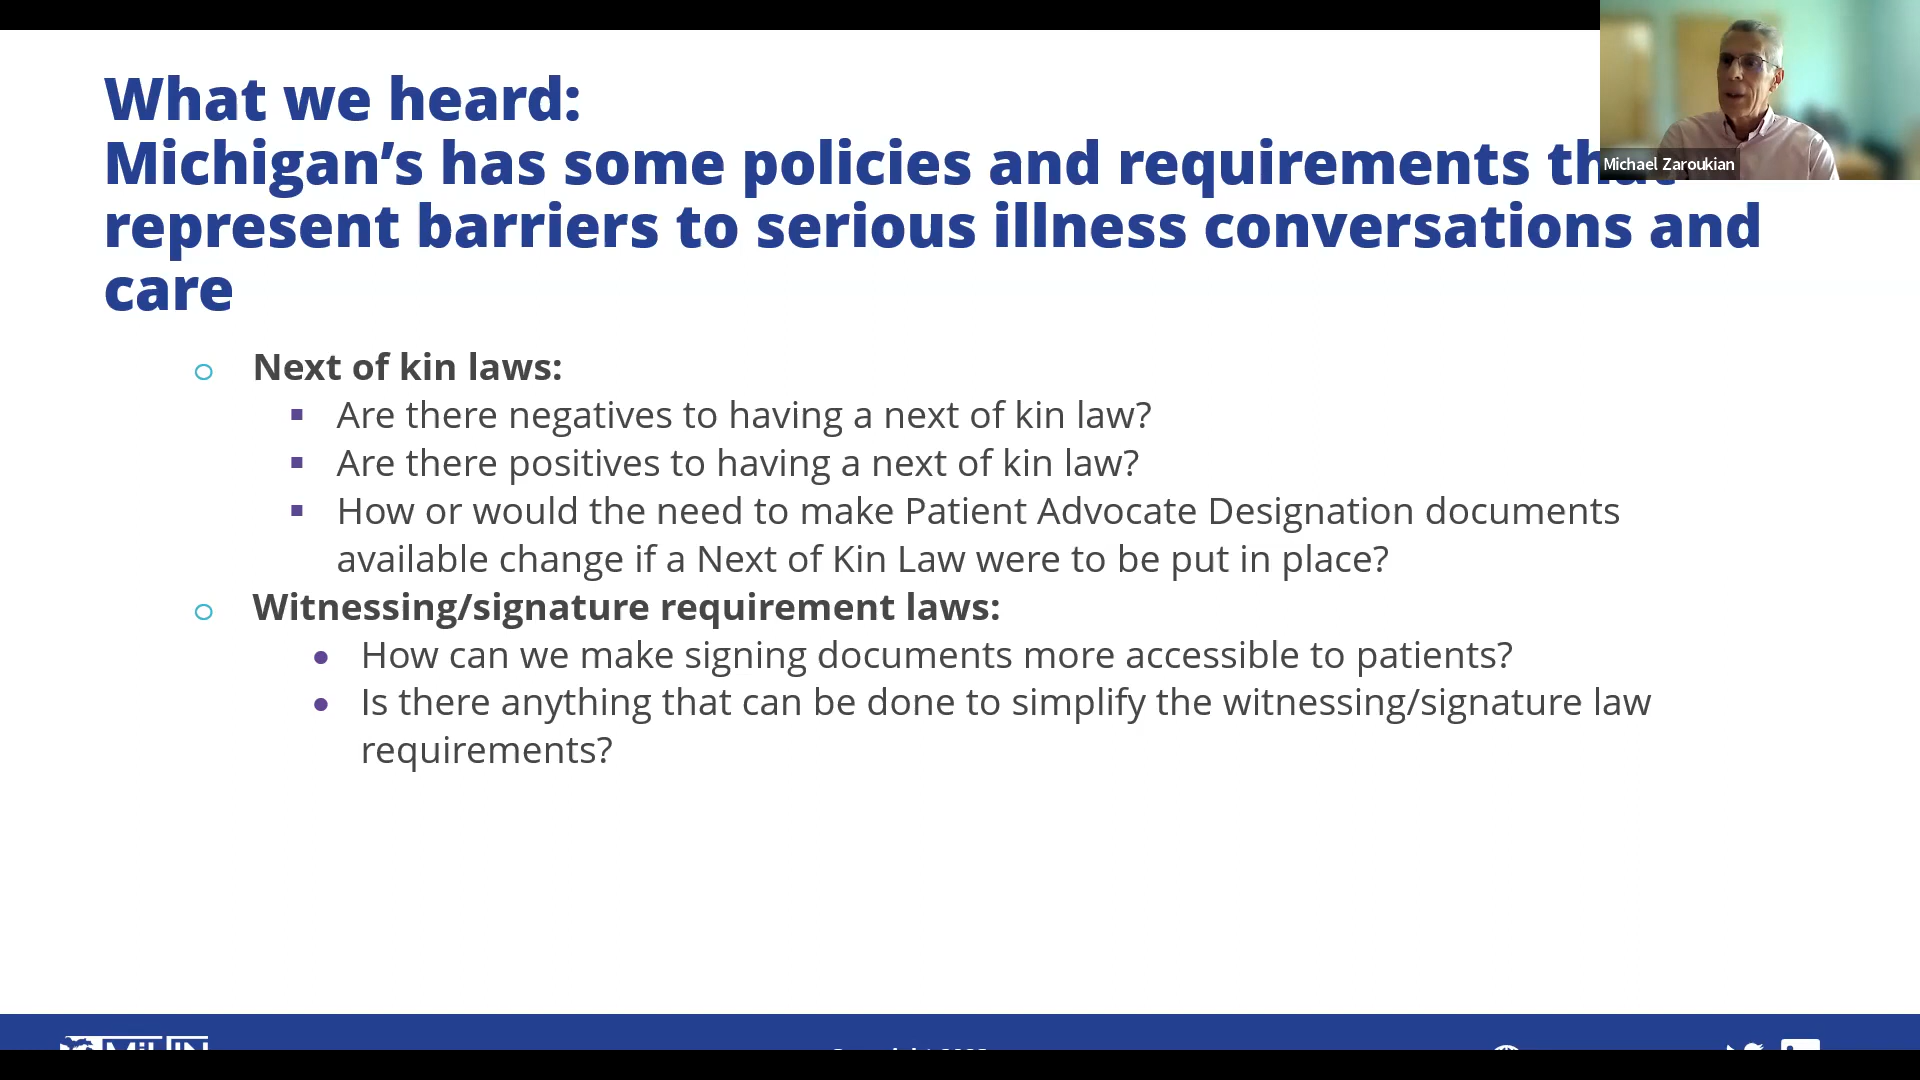 What we heard:
Michigan's has some policies and requirements that
represent barriers to serious illness conversations and
care
Michael Zaroukian
o Next of kin laws:
▪ Are there negatives to having a next of kin law?
▪ Are there positives to having a next of kin law?
▪ How or would the need to make Patient Advocate Designation documents
available change if a Next of Kin Law were to be put in place?
o Witnessing/signature requirement laws:
• How can we make signing documents more accessible to patients?
• Is there anything that can be done to simplify the witnessing/signature law
requirements?